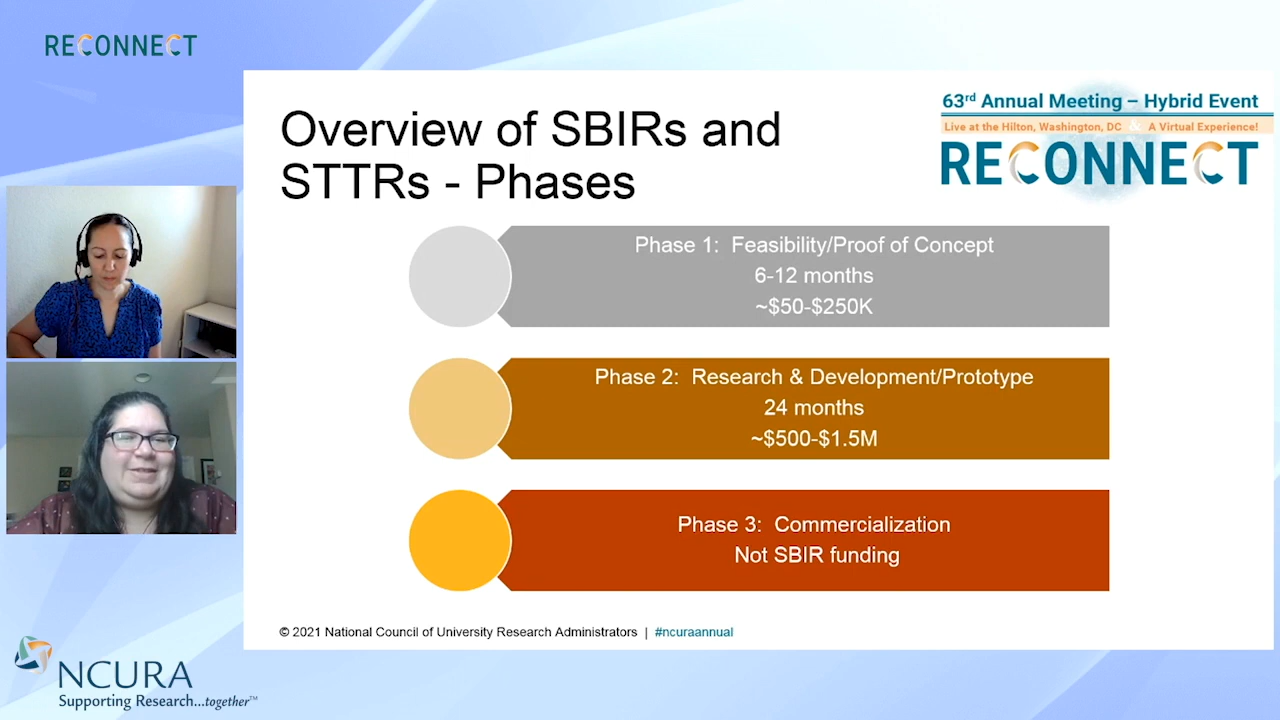 RECONNECT
Overview of SBIRs and
STTRs - Phases
63rd Annual Meeting – Hybrid Event
Live at the Hilton, Washington, DC & A Virtual Experience!
RECONNECT
Phase 1: Feasibility/Proof of Concept
6-12 months
~$50-$250K
Phase 2: Research & Development/Prototype
24 months
~$500-$1.5M
Phase 3: Commercialization
Not SBIR funding
© 2021 National Council of University Research Administrators | #ncuraannual
NCURA
Supporting Research...together™